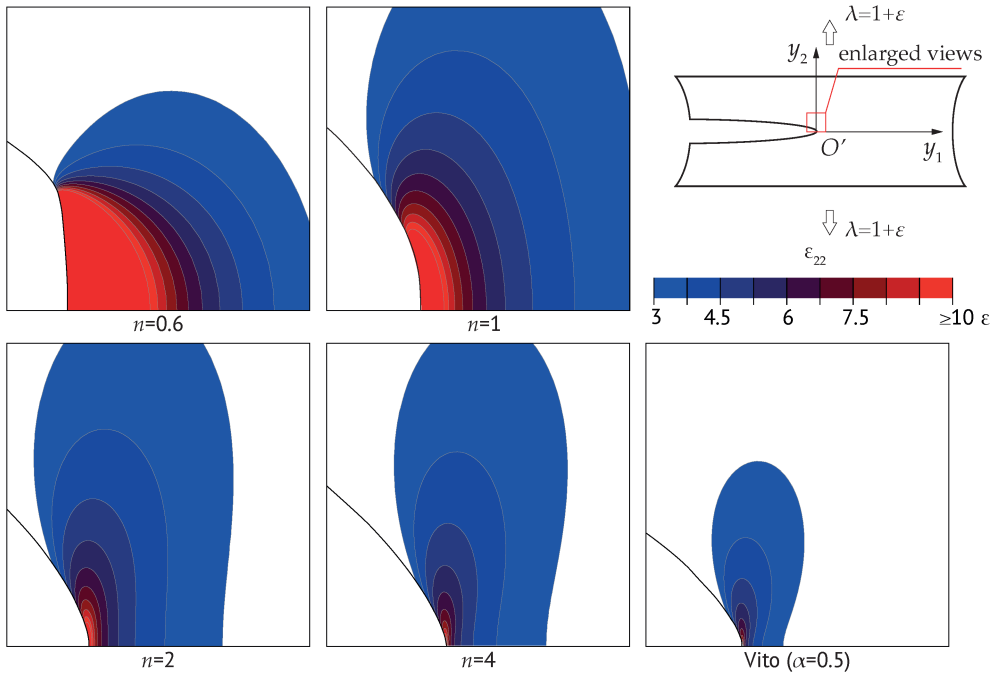 λ=1+ε
y2
enlarged views
O′
y1
λ=1+ε
ε22
3 4.5 6 7.5 ≥10 ε
n=0.6
n=1
n=2
n=4
Vito (α=0.5)